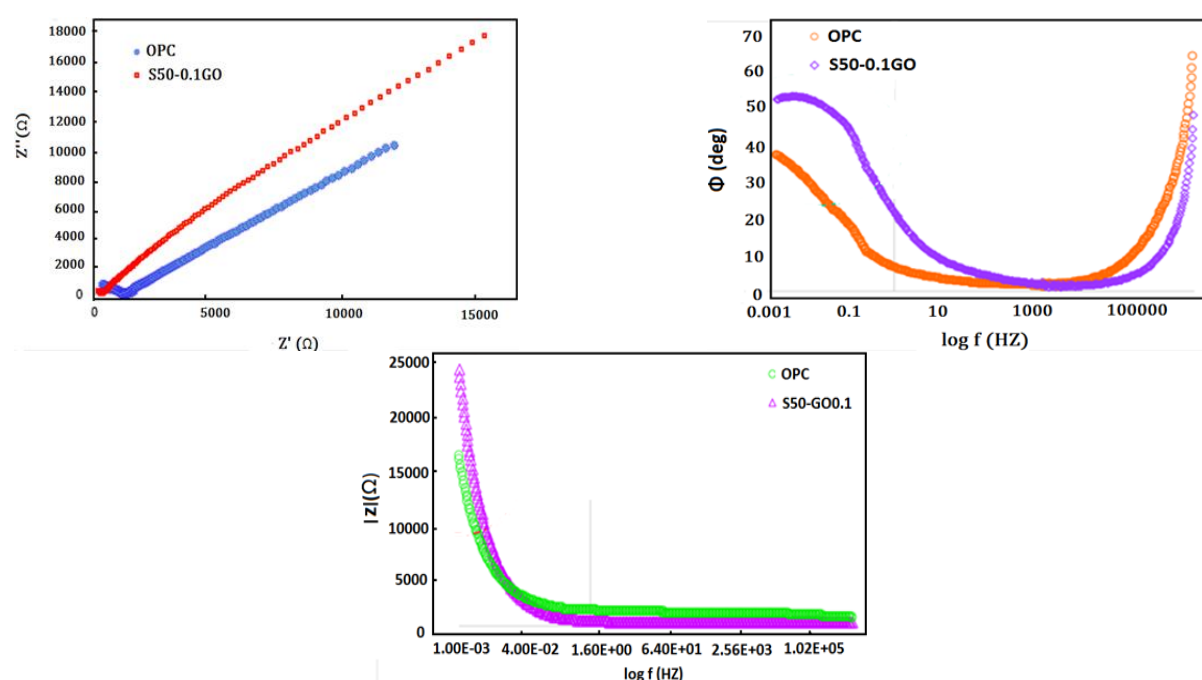 18000
16000
14000
12000
10000
8000
6000
4000
2000
0
Z''(Ω)
OPC
S50-0.1GO
0 5000 10000 15000
Z' (Ω)
70
60
50
40
30
20
10
0
Φ (deg)
OPC
S50-0.1GO
0.001 0.1 10 1000 100000
log f (HZ)
25000
20000
15000
10000
5000
0
|z|(Ω)
OPC
S50-GO0.1
1.00E-03 4.00E-02 1.60E+00 6.40E+01 2.56E+03 1.02E+05
log f (HZ)